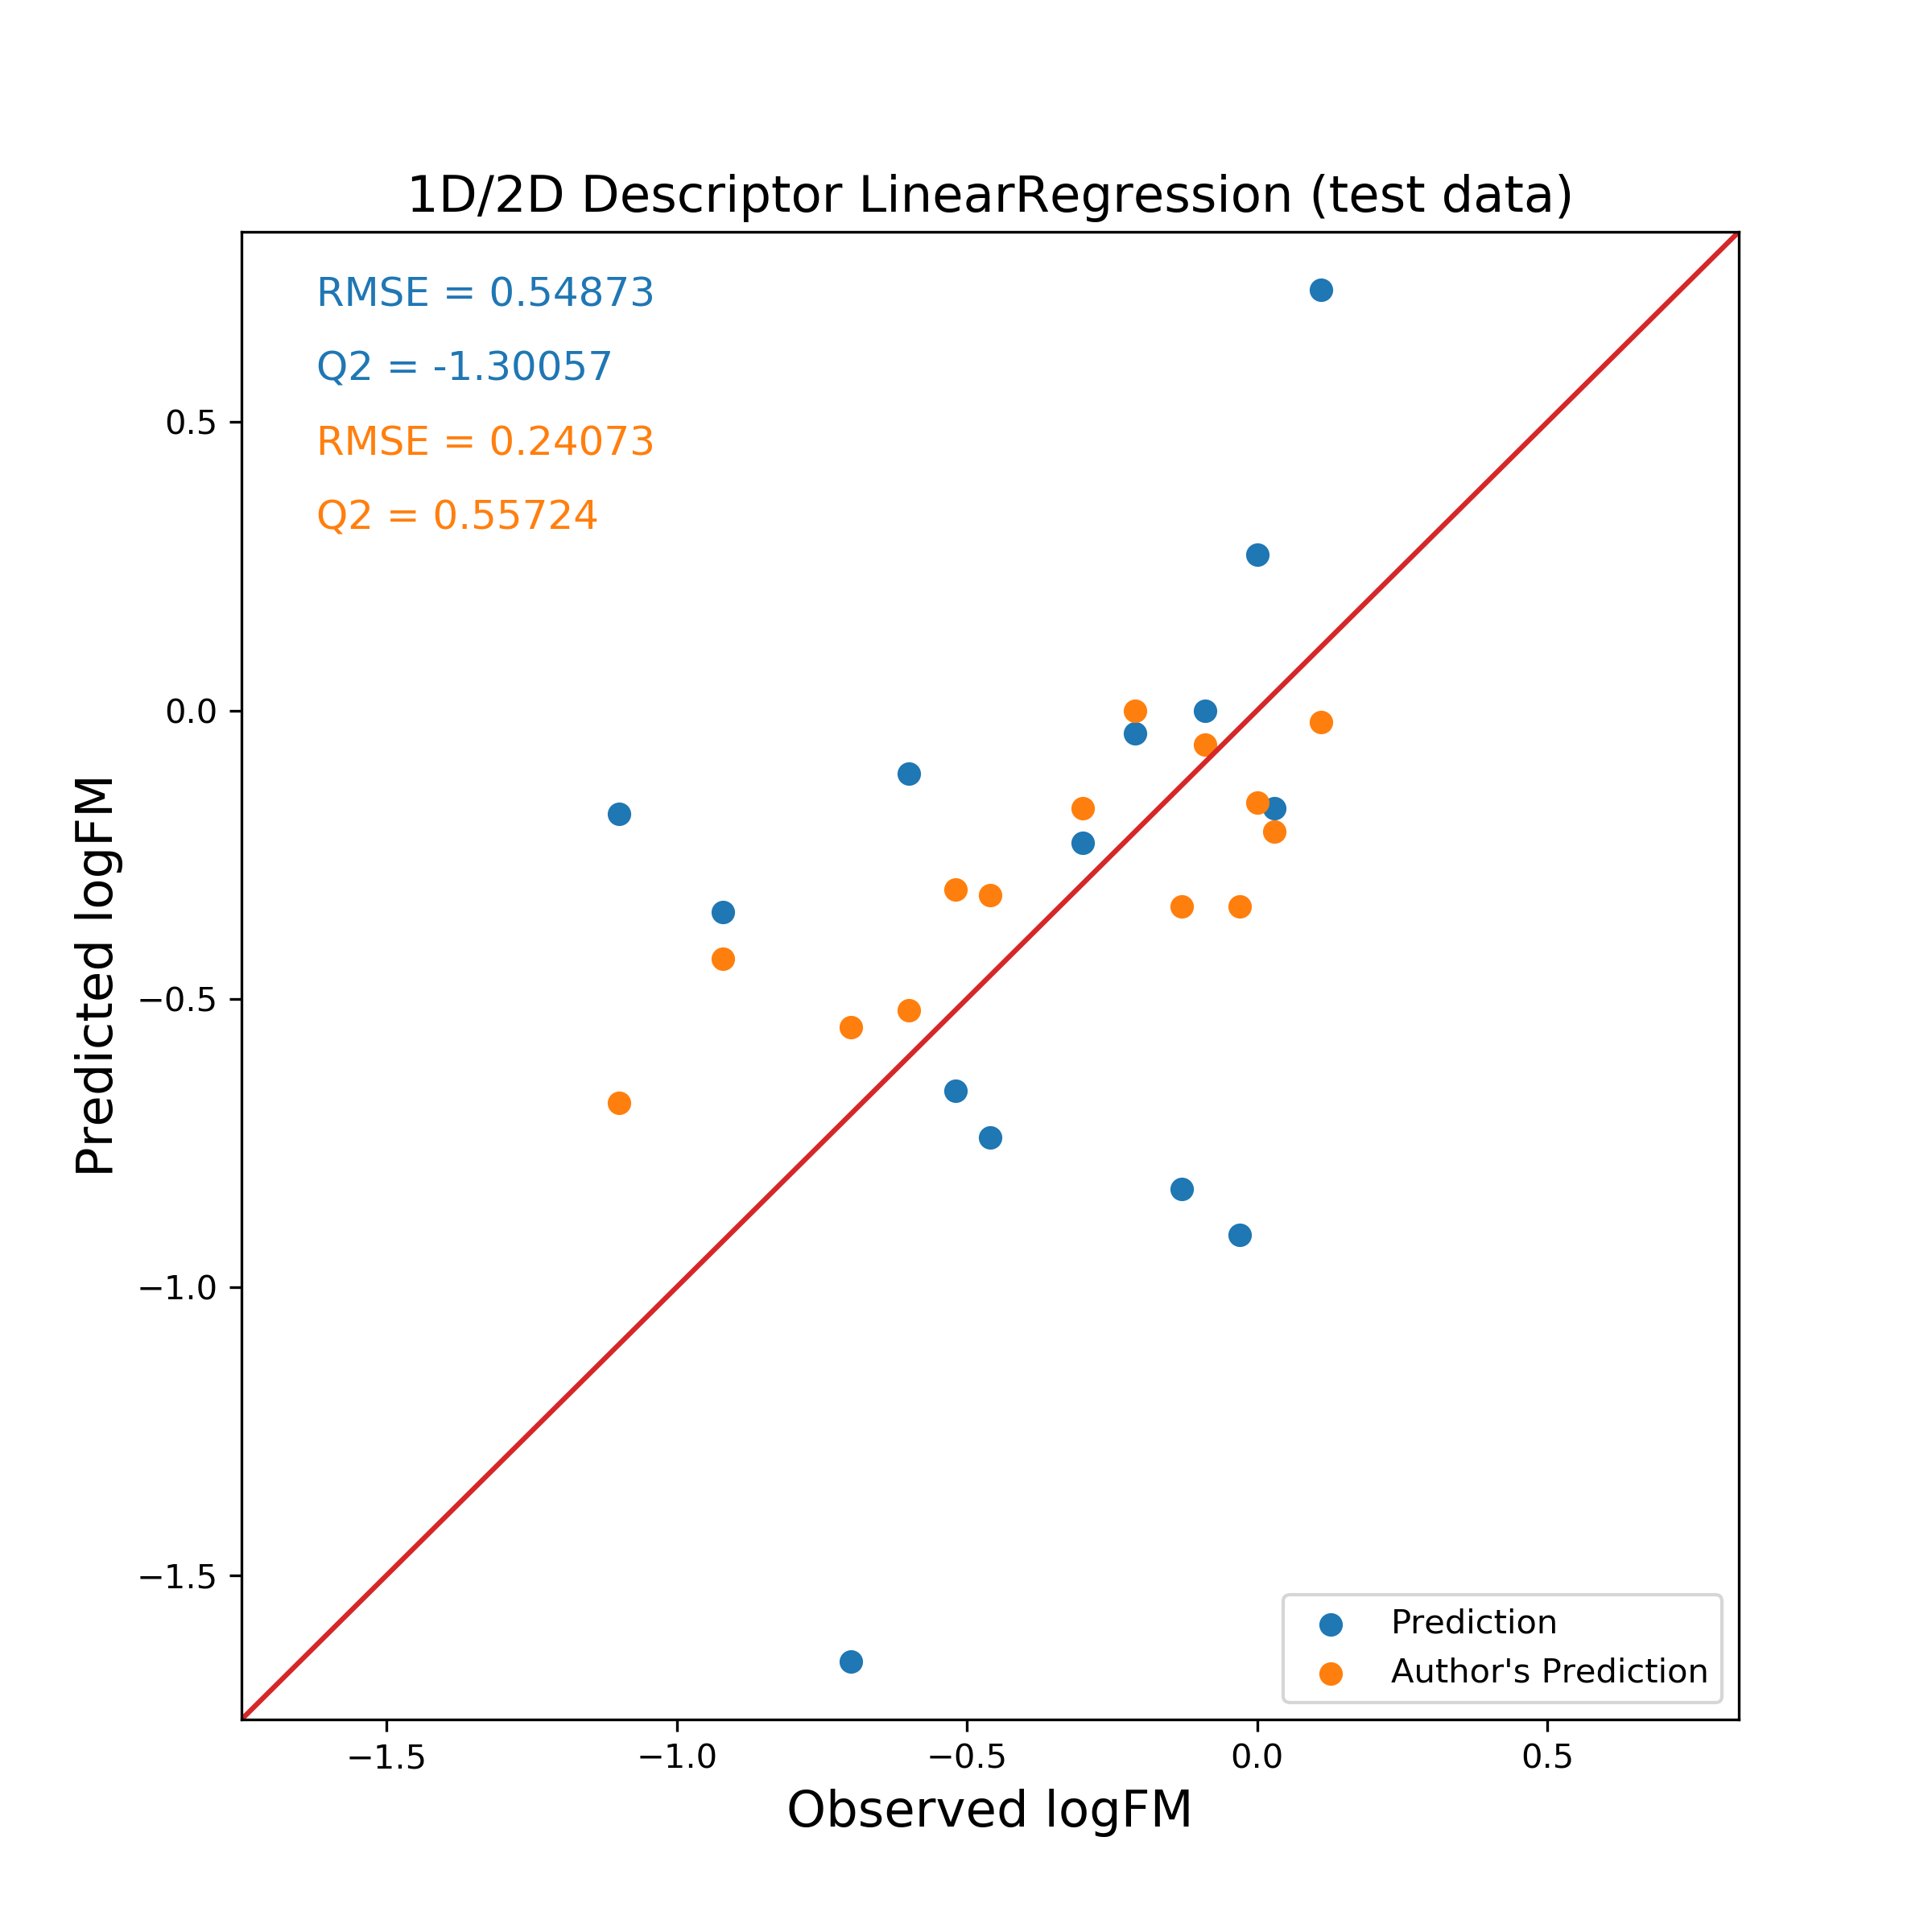 1D/2D Descriptor LinearRegression (test data)
RMSE = 0.54873
Q2 = -1.30057
RMSE = 0.24073
Q2 = 0.55724
Predicted logFM
0.5
0.0
−0.5
−1.0
−1.5
Prediction
Author's Prediction
−1.5
−1.0
−0.5
0.0
0.5
Observed logFM